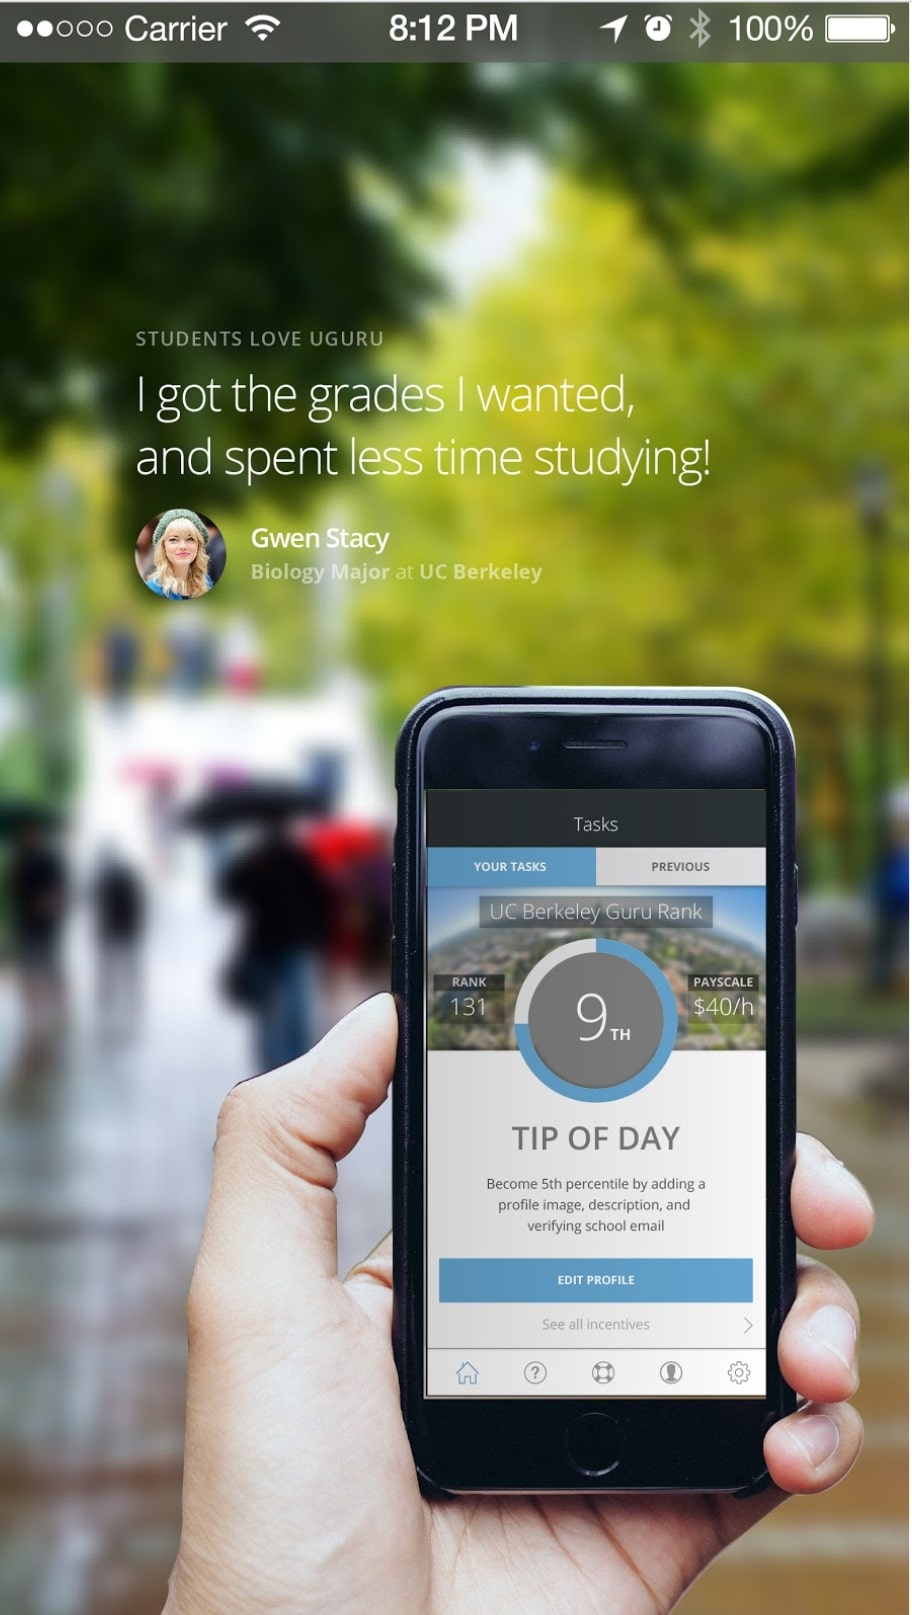 Carrier 8:12 PM 100%
STUDENTS LOVE UGURU
I got the grades I wanted,
and spent less time studying!
Gwen Stacy
Biology Major at UC Berkeley
Tasks
YOUR TASKS PREVIOUS
UC Berkeley Guru Rank
RANK
131
9TH
PAYSCALE
$40/h
TIP OF DAY
Become 5th percentile by adding a
profile image, description, and
verifying school email
EDIT PROFILE
See all incentives
?